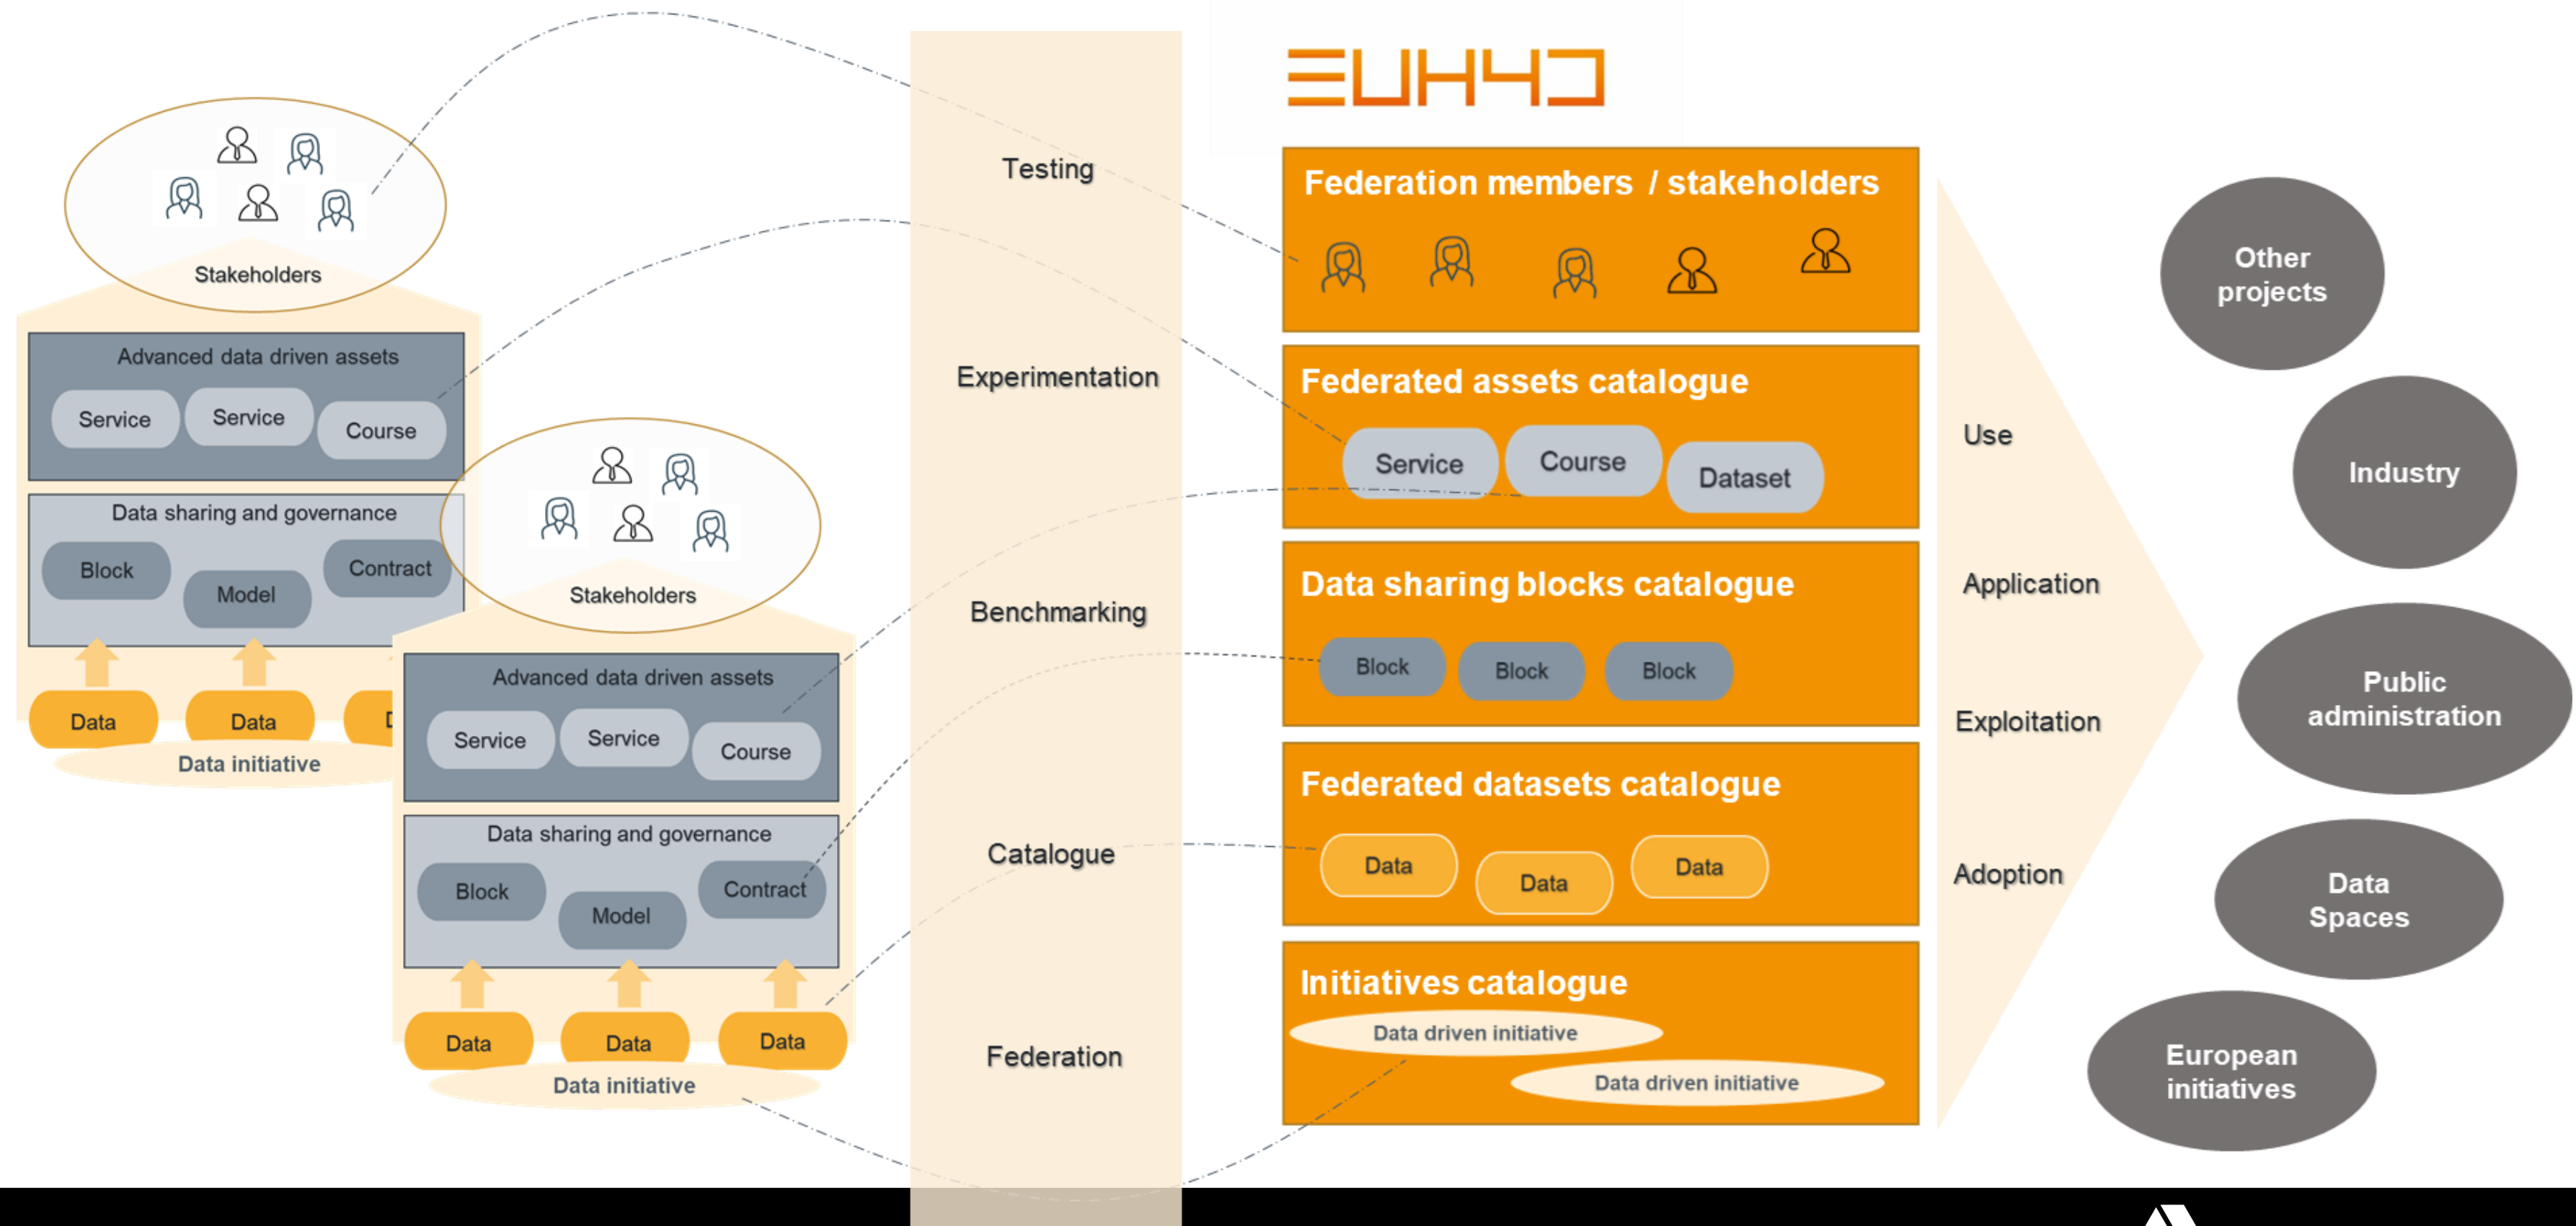 EUH4D
Stakeholders
Advanced data driven assets
Service
Service
Course
Data sharing and governance
Block
Model
Contract
Data
Data
Data initiative
Stakeholders
Advanced data driven assets
Service
Service
Course
Data sharing and governance
Block
Model
Contract
Data
Data
Data
Data initiative
Testing
Experimentation
Benchmarking
Catalogue
Federation
Federation members / stakeholders
Federated assets catalogue
Service
Course
Dataset
Data sharing blocks catalogue
Block
Block
Block
Federated datasets catalogue
Data
Data
Data
Initiatives catalogue
Data driven initiative
Data driven initiative
Use
Application
Exploitation
Adoption
Other
projects
Industry
Public
administration
Data
Spaces
European
initiatives